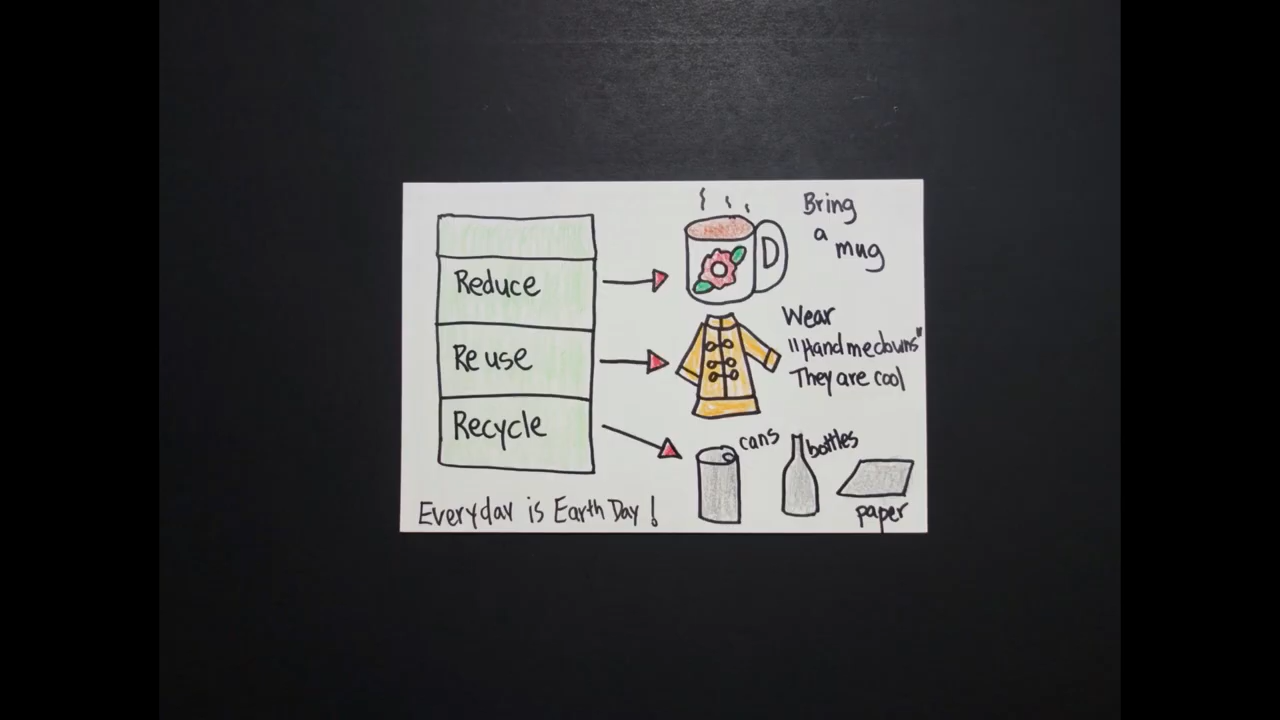 Reduce
Reuse
Recycle
Everyday is Earth Day!
Bring
a
mug
Wear
"Handmedowns"
They are cool
cans
bottles
paper